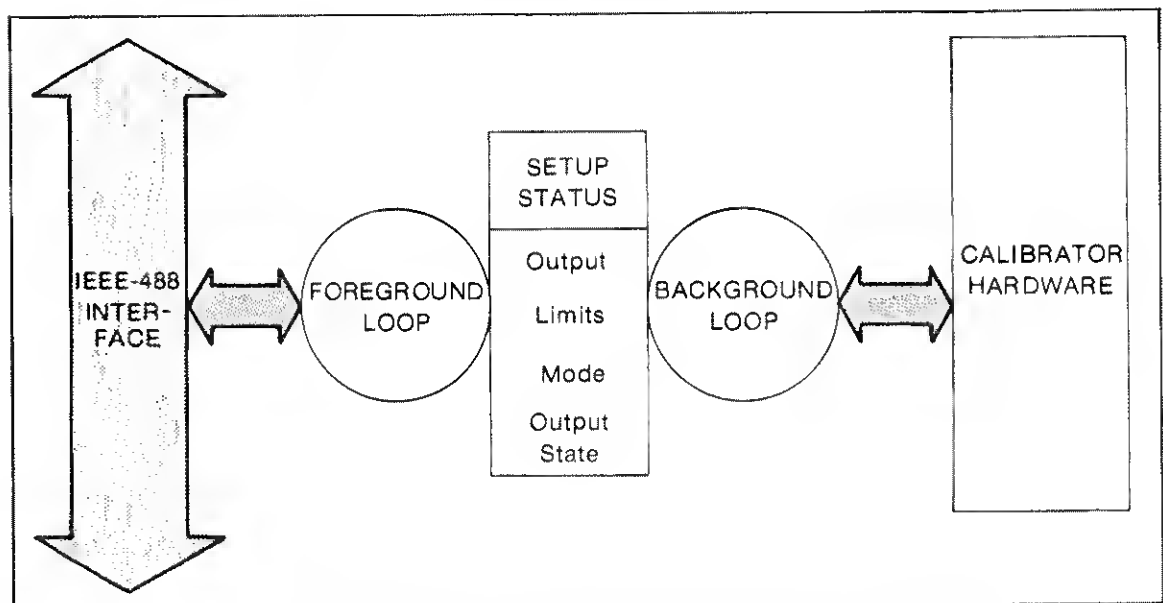 IEEE-488
INTER-
FACE
FOREGROUND
LOOP
SETUP
STATUS
Output
Limits
Mode
Output
State
BACKGROUND
LOOP
CALIBRATOR
HARDWARE